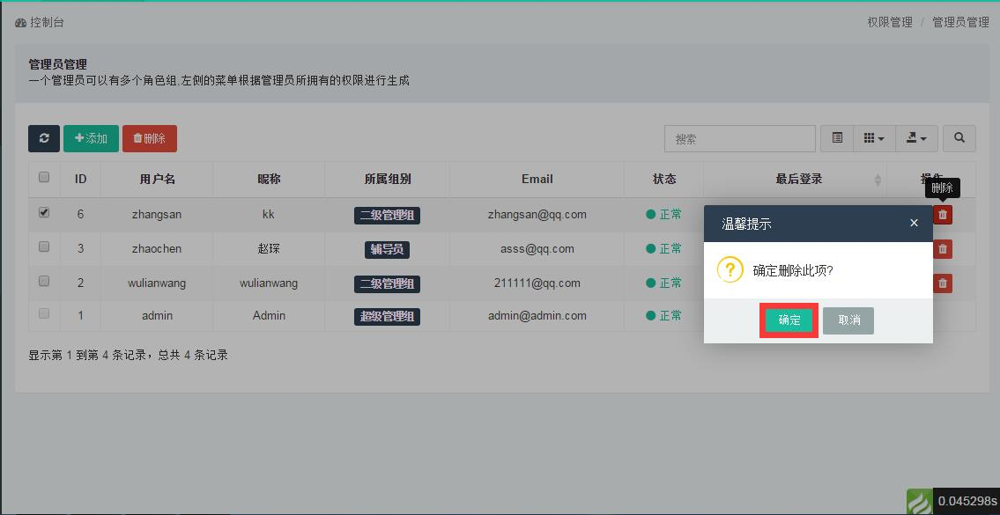 控制台
权限管理 / 管理员管理
管理员管理
一个管理员可以有多个角色组,左侧的菜单根据管理员所拥有的权限进行生成
添加 删除 搜索
ID 用户名 昵称 所属组别 Email 状态 最后登录 操作
删除
6 zhangsan kk 二级管理组 zhangsan@qq.com 正常
3 zhaochen 赵琛 辅导员 asss@qq.com 正常
2 wulianwang wulianwang 二级管理组 211111@qq.com 正常
1 admin Admin 超级管理组 admin@admin.com 正常
温馨提示 ×
? 确定删除此项?
确定 取消
显示第 1 到第 4 条记录，总共 4 条记录
0.045298s